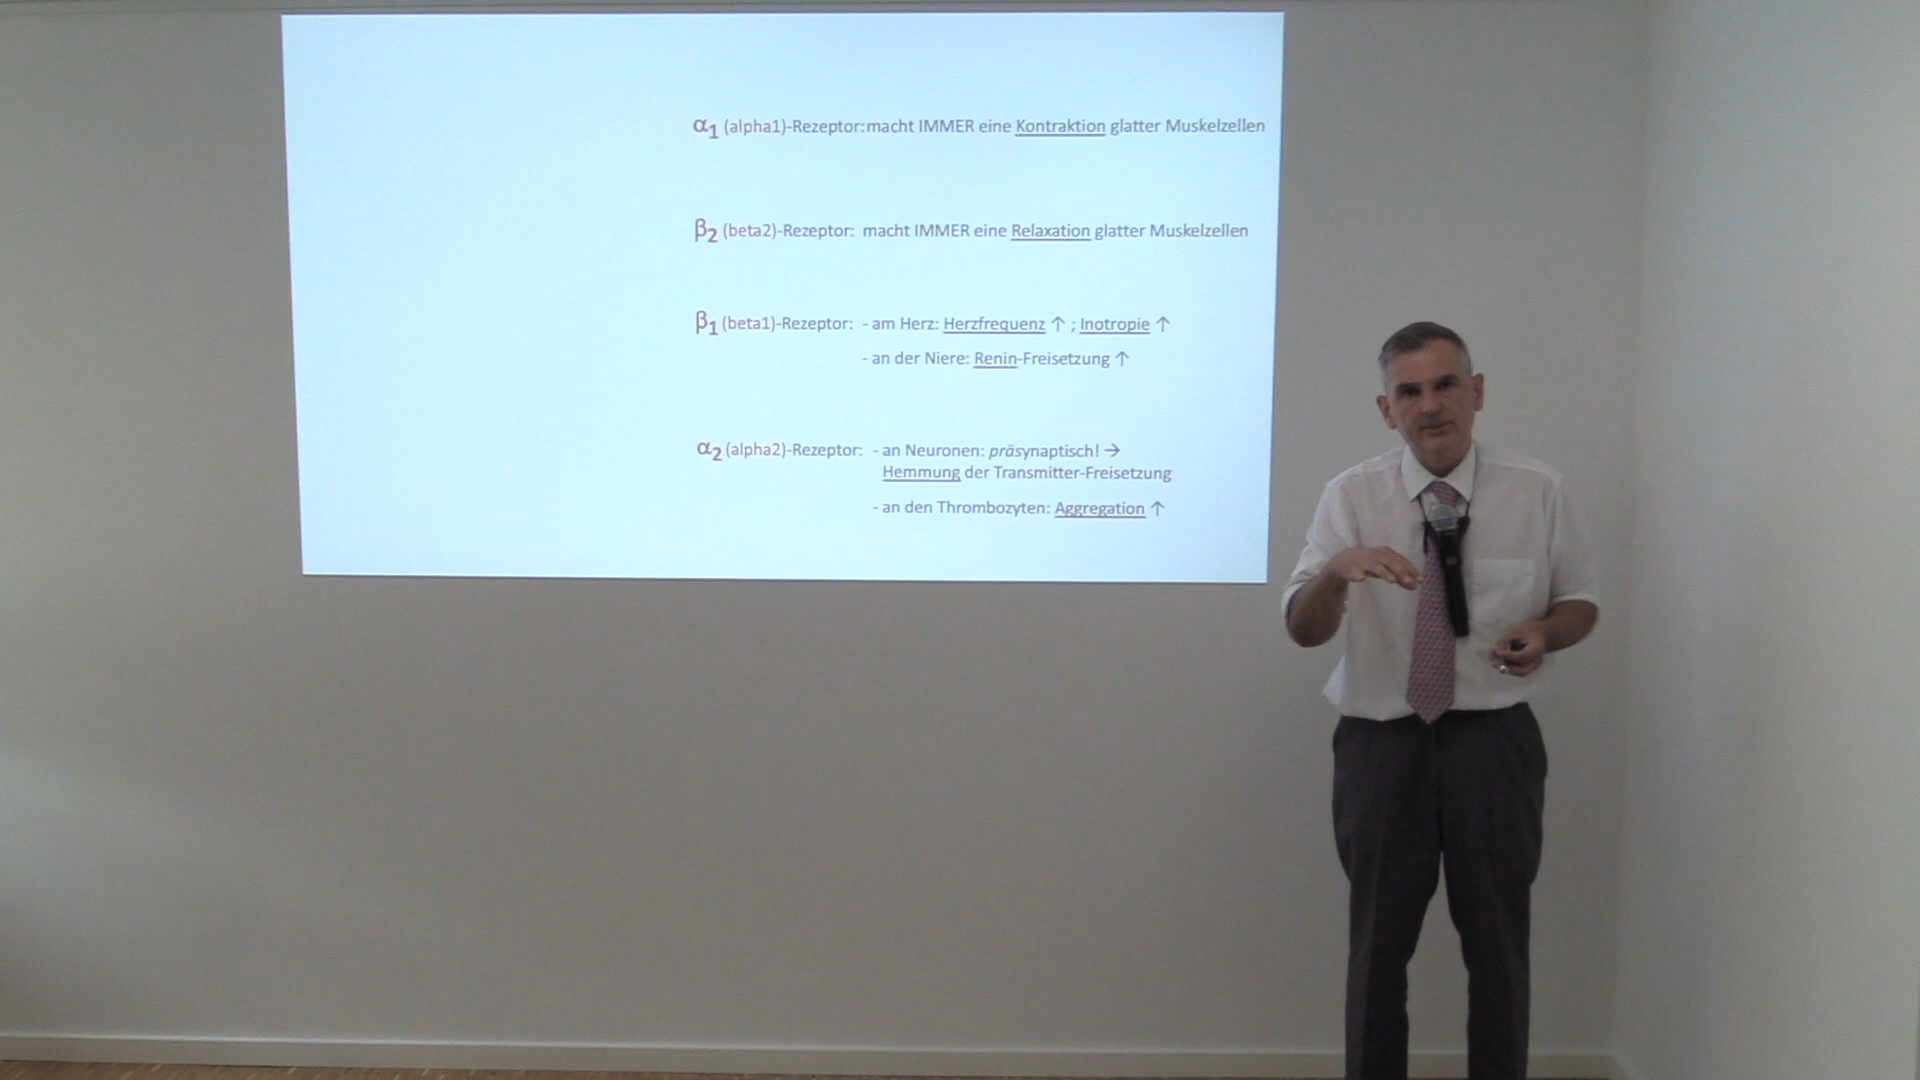 α1 (alpha1)-Rezeptor: macht IMMER eine Kontraktion glatter Muskelzellen
β2 (beta2)-Rezeptor: macht IMMER eine Relaxation glatter Muskelzellen
β1 (beta1)-Rezeptor: - am Herz: Herzfrequenz ↑ ; Inotropie ↑
- an der Niere: Renin-Freisetzung ↑
α2 (alpha2)-Rezeptor: - an Neuronen: präsynaptisch! →
Hemmung der Transmitter-Freisetzung
- an den Thrombozyten: Aggregation ↑